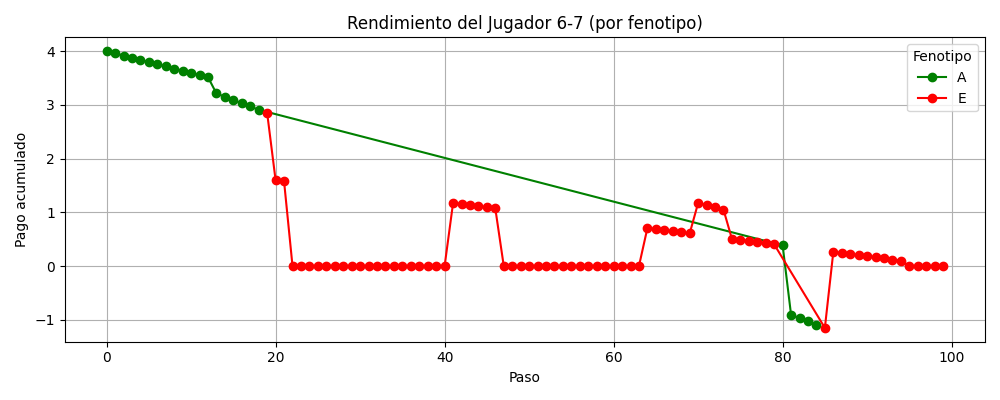 Rendimiento del Jugador 6-7 (por fenotipo)
Pago acumulado
4
3
2
1
0
−1
Fenotipo
A
E
0 20 40 60 80 100
Paso